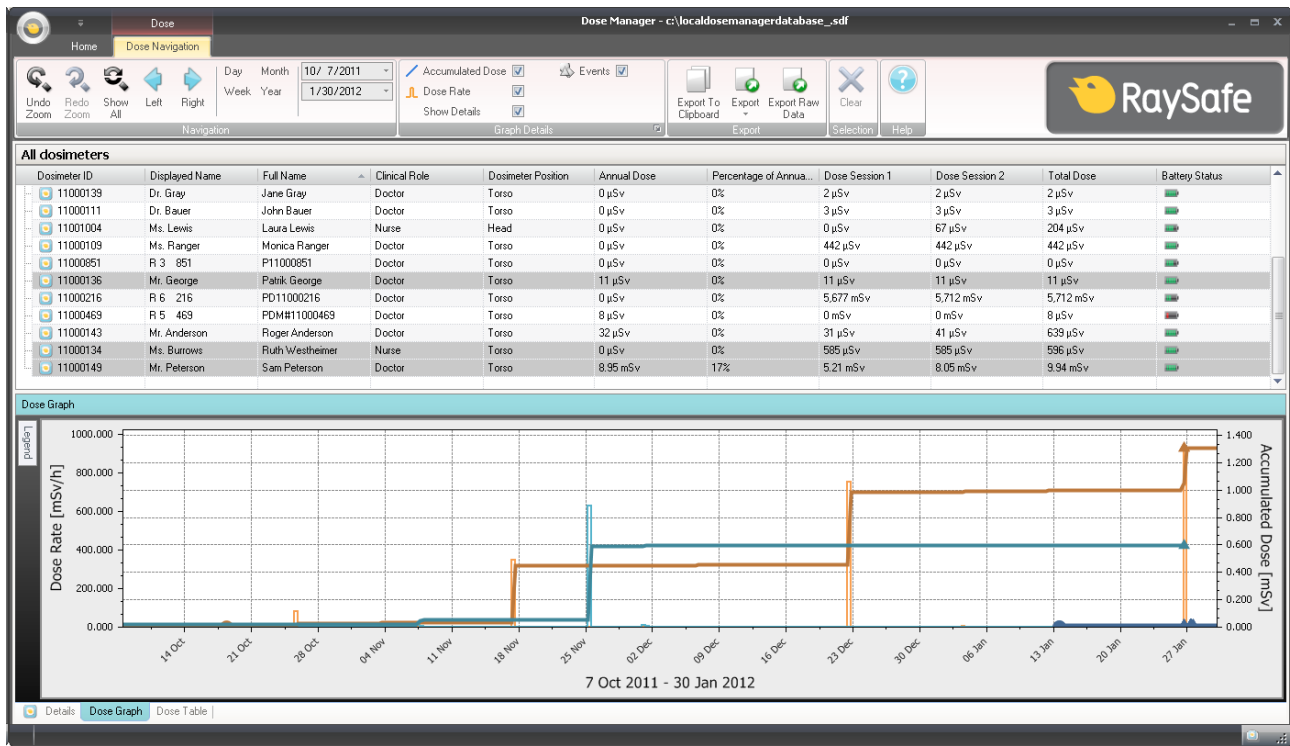 Dose
Dose Manager - c:\localdosemanagerdatabase_.sdf
Home
Dose Navigation
Undo Zoom
Redo Zoom
Show All
Left
Right
Day Month
Week Year
10/ 7/2011
1/30/2012
Navigation
Accumulated Dose
Events
Dose Rate
Show Details
Graph Details
Export To Clipboard
Export
Export Raw Data
Export
Clear
Selection
Help
RaySafe
All dosimeters
Dosimeter ID Displayed Name Full Name Clinical Role Dosimeter Position Annual Dose Percentage of Annua... Dose Session 1 Dose Session 2 Total Dose Battery Status
11000139 Dr. Gray Jane Gray Doctor Torso 0 µSv 0% 2 µSv 2 µSv 2 µSv
11000111 Dr. Bauer John Bauer Doctor Torso 0 µSv 0% 3 µSv 3 µSv 3 µSv
11001004 Ms. Lewis Laura Lewis Nurse Head 0 µSv 0% 0 µSv 67 µSv 204 µSv
11000109 Ms. Ranger Monica Ranger Doctor Torso 0 µSv 0% 442 µSv 442 µSv 442 µSv
11000851 R 3 851 P11000851 Doctor Torso 0 µSv 0% 0 µSv 0 µSv 0 µSv
11000136 Mr. George Patrik George Doctor Torso 11 µSv 0% 11 µSv 11 µSv 11 µSv
11000216 R 6 216 PD11000216 Doctor Torso 0 µSv 0% 5,677 mSv 5,712 mSv 5,712 mSv
11000469 R 5 469 PDM#11000469 Doctor Torso 8 µSv 0% 0 mSv 0 mSv 8 µSv
11000143 Mr. Anderson Roger Anderson Doctor Torso 32 µSv 0% 31 µSv 41 µSv 639 µSv
11000134 Ms. Burrows Ruth Westheimer Nurse Torso 0 µSv 0% 585 µSv 585 µSv 596 µSv
11000149 Mr. Peterson Sam Peterson Doctor Torso 8.95 mSv 17% 5.21 mSv 8.05 mSv 9.94 mSv
Dose Graph
Legend
Dose Rate [mSv/h]
1000.000
800.000
600.000
400.000
200.000
0.000
1.400
1.200
1.000
0.800
0.600
0.400
0.200
0.000
Accumulated Dose [mSv]
14 Oct 21 Oct 28 Oct 04 Nov 11 Nov 18 Nov 25 Nov 02 Dec 09 Dec 16 Dec 23 Dec 30 Dec 06 Jan 13 Jan 20 Jan 27 Jan
7 Oct 2011 - 30 Jan 2012
Details Dose Graph Dose Table